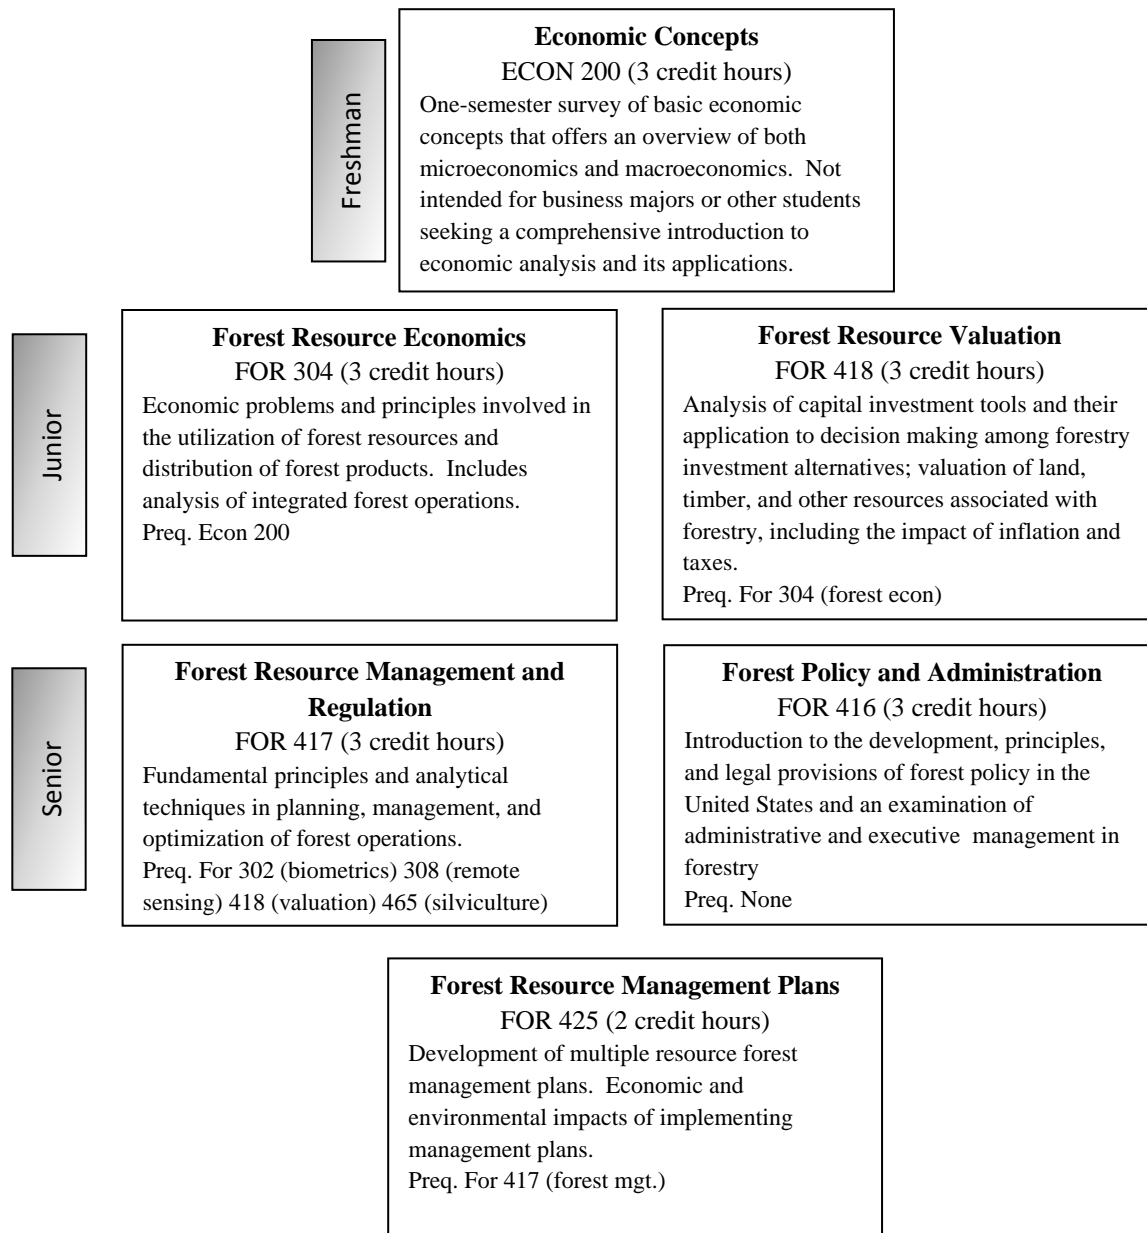 Freshman
Economic Concepts
ECON 200 (3 credit hours)
One-semester survey of basic economic
concepts that offers an overview of both
microeconomics and macroeconomics.  Not
intended for business majors or other students
seeking a comprehensive introduction to
economic analysis and its applications.
Junior
Forest Resource Economics
FOR 304 (3 credit hours)
Economic problems and principles involved in
the utilization of forest resources and
distribution of forest products.  Includes
analysis of integrated forest operations.
Preq. Econ 200
Forest Resource Valuation
FOR 418 (3 credit hours)
Analysis of capital investment tools and their
application to decision making among forestry
investment alternatives; valuation of land,
timber, and other resources associated with
forestry, including the impact of inflation and
taxes.
Preq. For 304 (forest econ)
Senior
Forest Resource Management and
Regulation
FOR 417 (3 credit hours)
Fundamental principles and analytical
techniques in planning, management, and
optimization of forest operations.
Preq. For 302 (biometrics) 308 (remote
sensing) 418 (valuation) 465 (silviculture)
Forest Policy and Administration
FOR 416 (3 credit hours)
Introduction to the development, principles,
and legal provisions of forest policy in the
United States and an examination of
administrative and executive  management in
forestry
Preq. None
Forest Resource Management Plans
FOR 425 (2 credit hours)
Development of multiple resource forest
management plans.  Economic and
environmental impacts of implementing
management plans.
Preq. For 417 (forest mgt.)